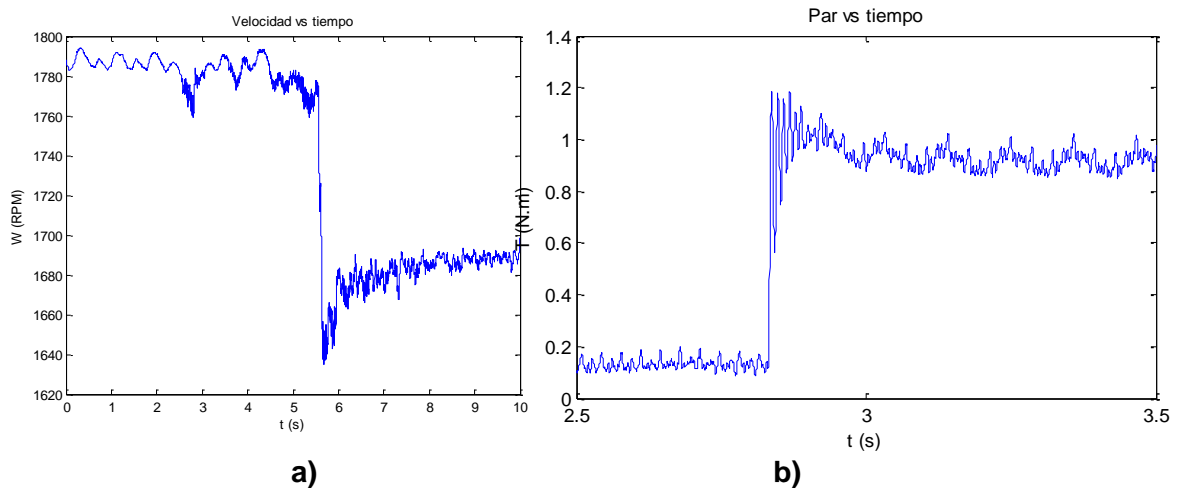 Velocidad vs tiempo
1800
1780
1760
1740
1720
1700
1680
1660
1640
1620
W (RPM)
0 1 2 3 4 5 6 7 8 9 10
t (s)
a)
Par vs tiempo
1.4
1.2
1
0.8
0.6
0.4
0.2
0
T (N.m)
2.5 3 3.5
t (s)
b)